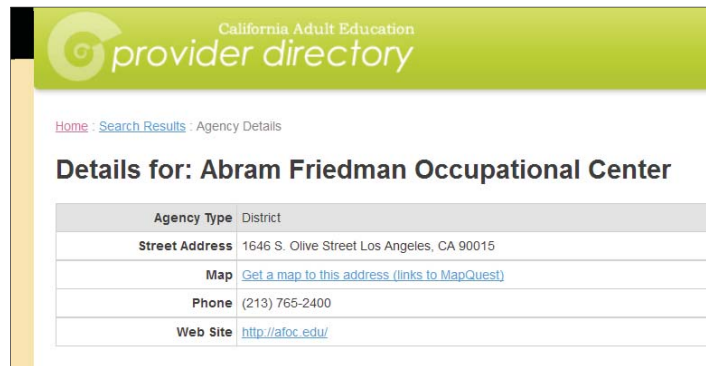 California Adult Education
provider directory
Home : Search Results : Agency Details
Details for: Abram Friedman Occupational Center
Agency Type District
Street Address 1646 S. Olive Street Los Angeles, CA 90015
Map Get a map to this address (links to MapQuest)
Phone (213) 765-2400
Web Site http://afoc.edu/